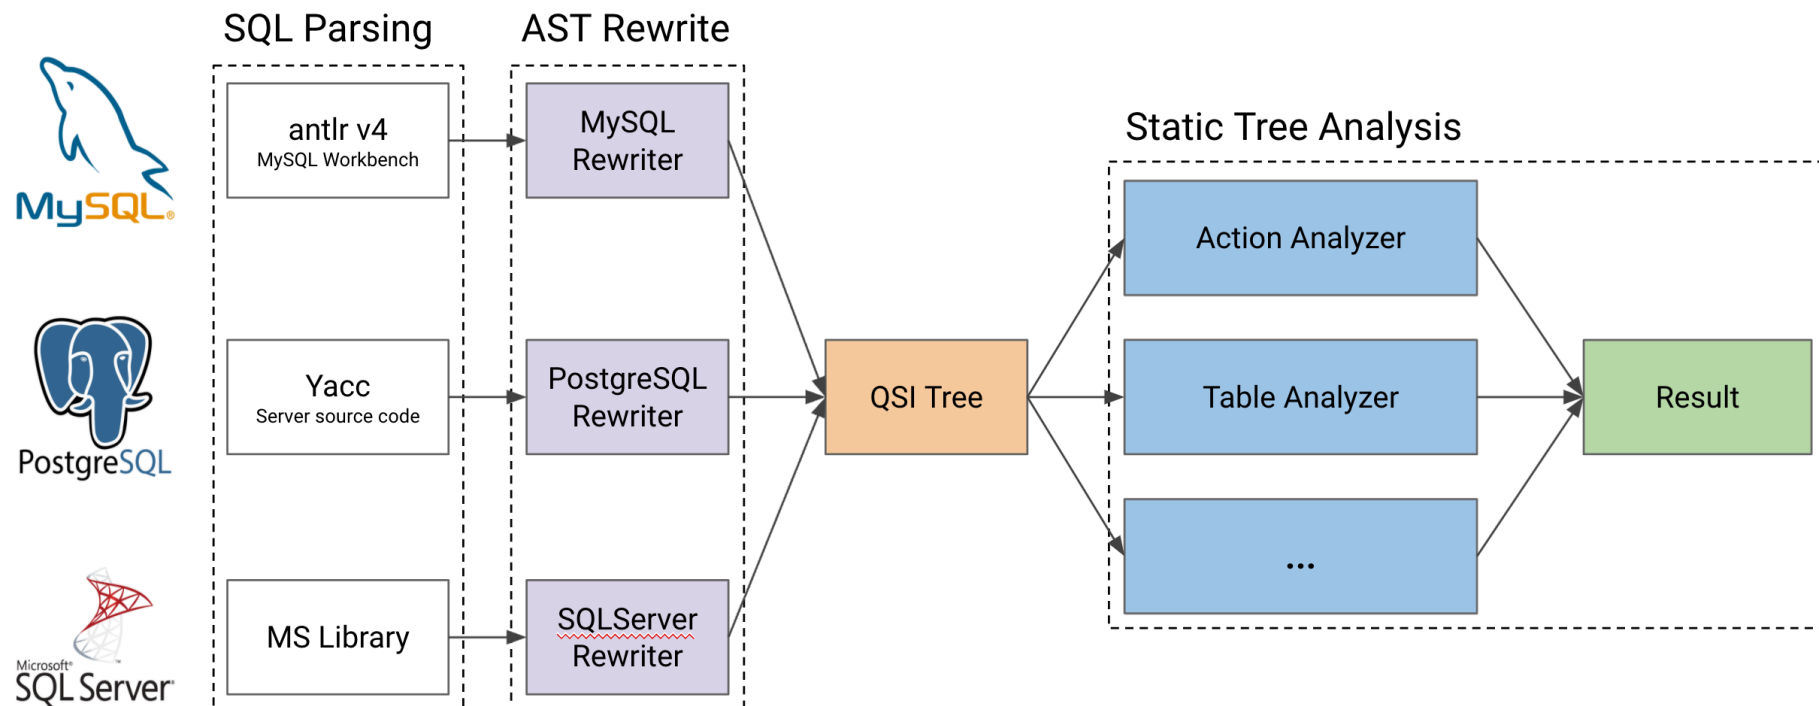 SQL Parsing
AST Rewrite
Static Tree Analysis
MySQL®
antlr v4
MySQL Workbench
MySQL
Rewriter
Action Analyzer
PostgreSQL
Yacc
Server source code
PostgreSQL
Rewriter
QSI Tree
Table Analyzer
Result
...
Microsoft®
SQL Server®
MS Library
SQLServer
Rewriter